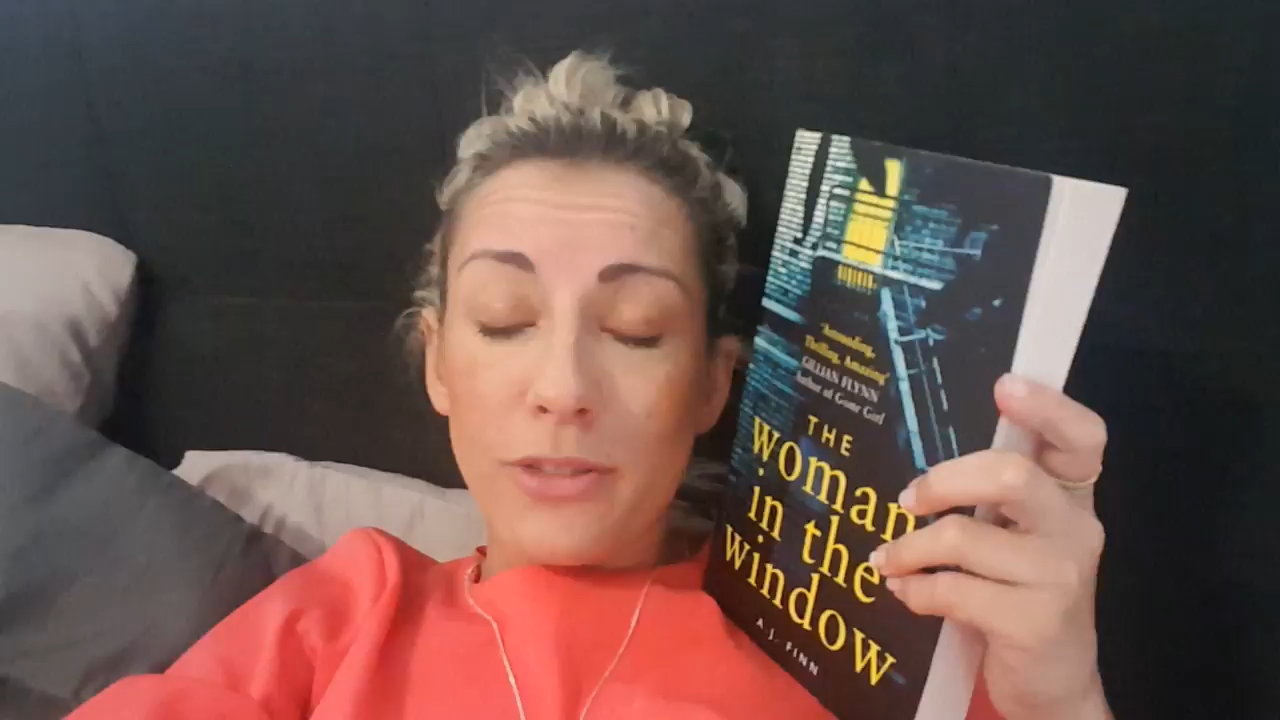 'Astounding.
Thrilling. Amazing'
GILLIAN FLYNN
Author of Gone Girl
THE
woman
in the
window
A. J. FINN